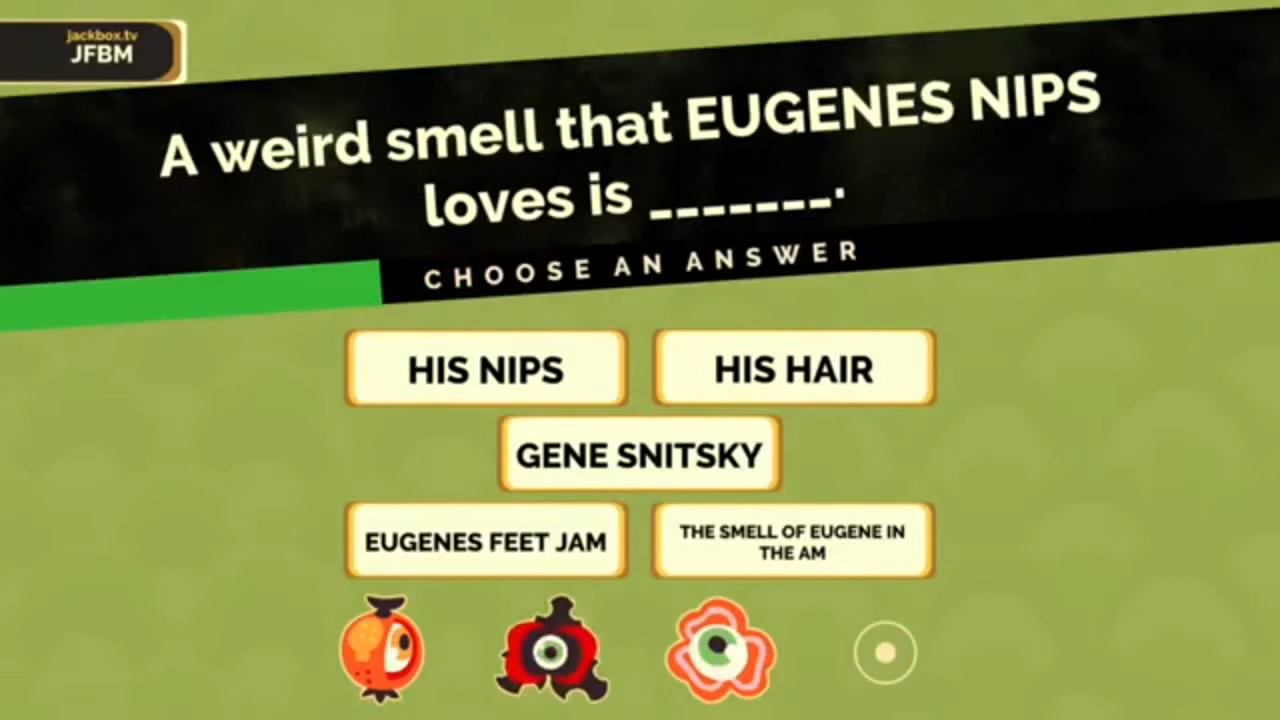 jackbox.tv
JFBM
A weird smell that EUGENES NIPS
loves is _______.
CHOOSE AN ANSWER
HIS NIPS
HIS HAIR
GENE SNITSKY
EUGENES FEET JAM
THE SMELL OF EUGENE IN
THE AM